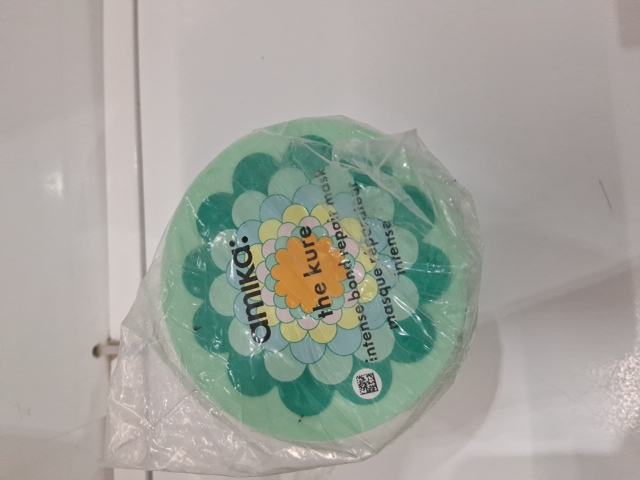 amika:
the kure
intense bond repair mask
masque réparateur
intense